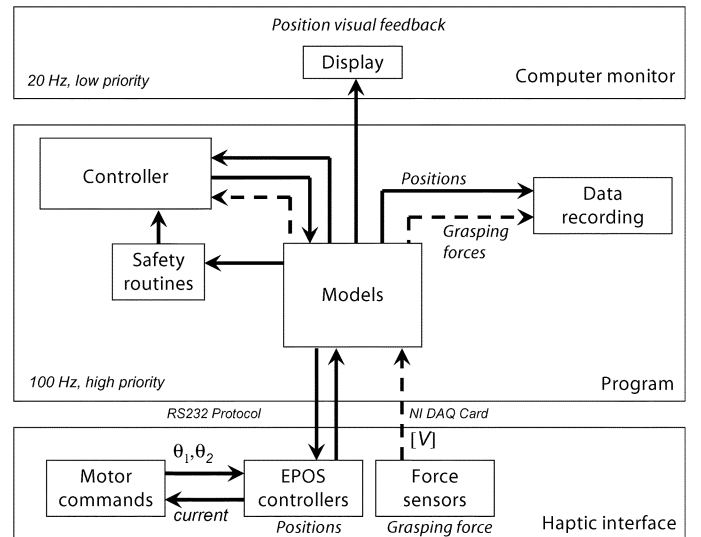 Position visual feedback
Display
20 Hz, low priority
Computer monitor
Controller
Positions
Data
recording
Grasping
forces
Safety
routines
Models
100 Hz, high priority
Program
RS232 Protocol
NI DAQ Card
[V]
θ1,θ2
Motor
commands
current
EPOS
controllers
Positions
Force
sensors
Grasping force
Haptic interface